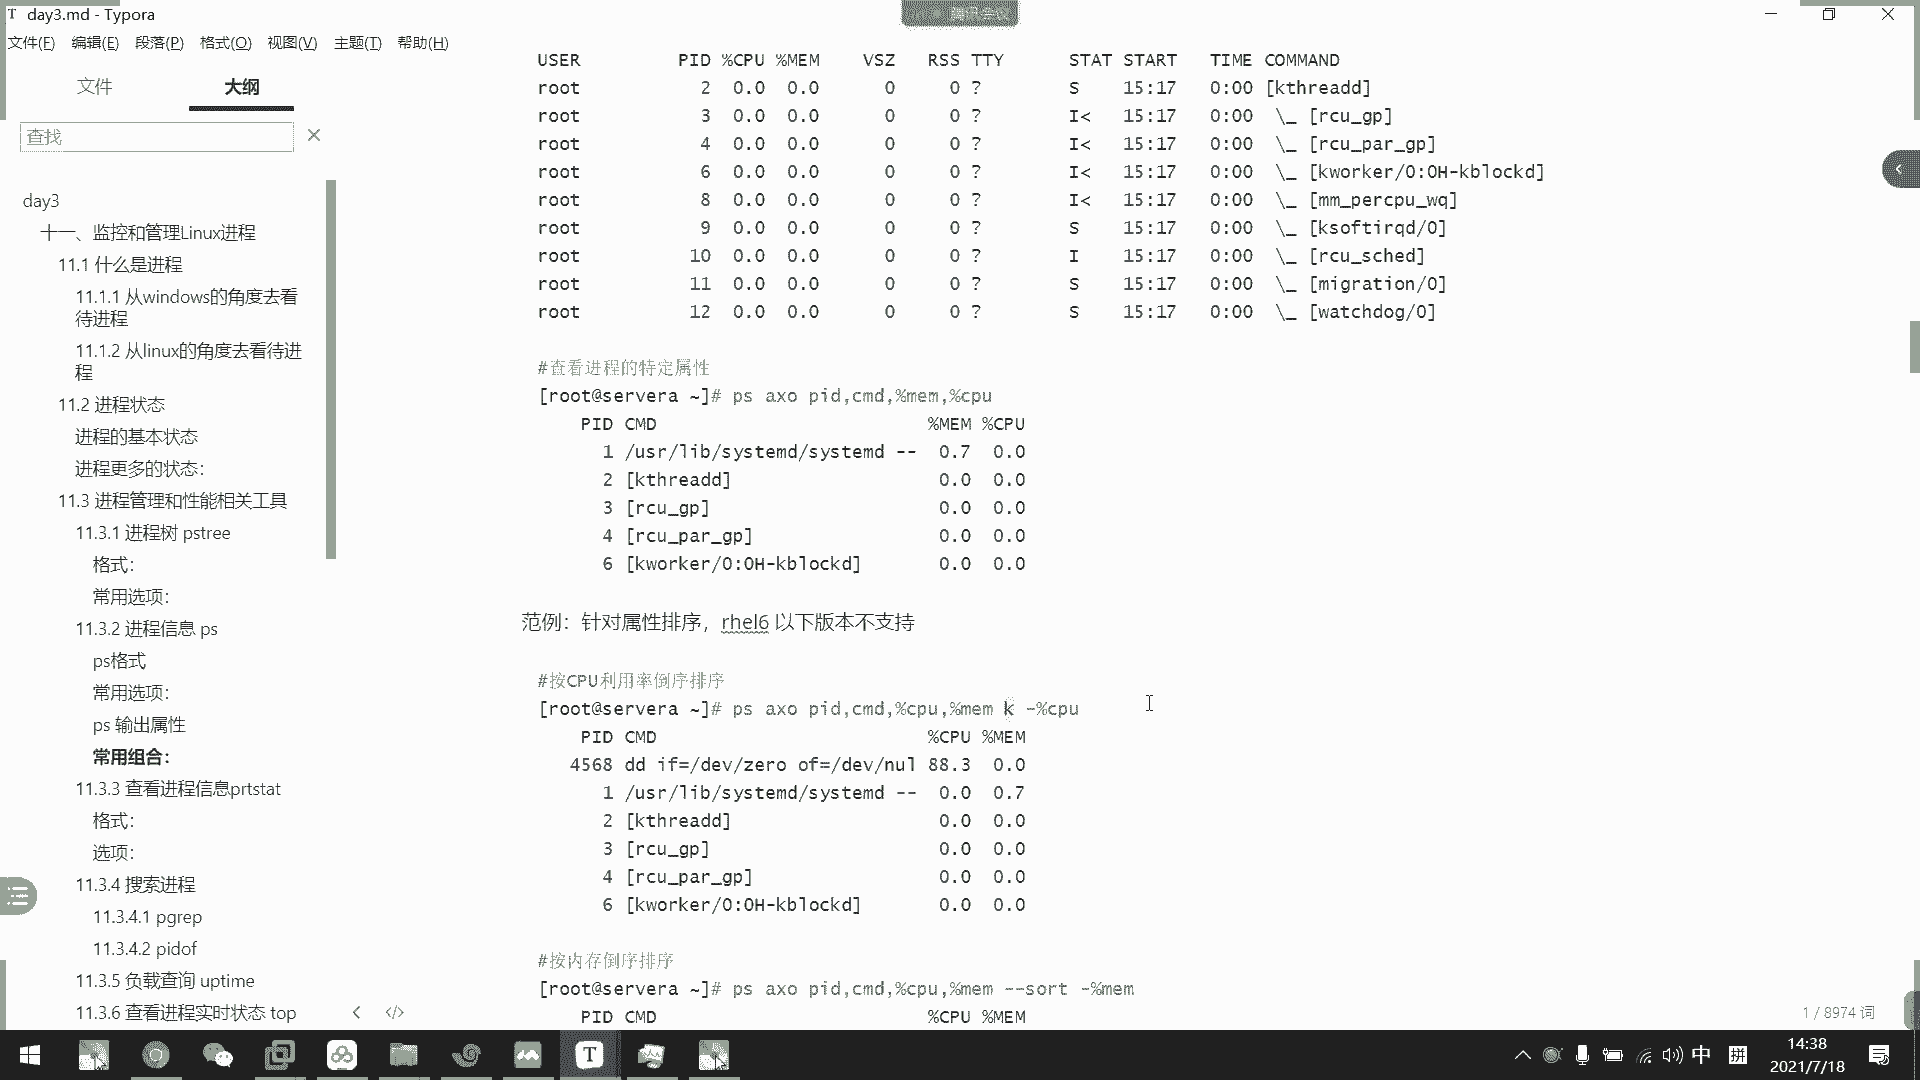 T day3.md - Typora
腾讯会议
文件(F) 编辑(E) 段落(P) 格式(O) 视图(V) 主题(T) 帮助(H)
文件 大纲
查找
day3
十一、监控和管理Linux进程
11.1 什么是进程
11.1.1 从windows的角度去看
待进程
11.1.2 从linux的角度去看待进
程
11.2 进程状态
进程的基本状态
进程更多的状态:
11.3 进程管理和性能相关工具
11.3.1 进程树 pstree
格式:
常用选项:
11.3.2 进程信息 ps
ps格式
常用选项:
ps 输出属性
常用组合:
11.3.3 查看进程信息prtstat
格式:
选项:
11.3.4 搜索进程
11.3.4.1 pgrep
11.3.4.2 pidof
11.3.5 负载查询 uptime
11.3.6 查看进程实时状态 top
USER PID %CPU %MEM VSZ RSS TTY STAT START TIME COMMAND
root 2 0.0 0.0 0 0 ? S 15:17 0:00 [kthreadd]
root 3 0.0 0.0 0 0 ? I< 15:17 0:00 \_ [rcu_gp]
root 4 0.0 0.0 0 0 ? I< 15:17 0:00 \_ [rcu_par_gp]
root 6 0.0 0.0 0 0 ? I< 15:17 0:00 \_ [kworker/0:0H-kblockd]
root 8 0.0 0.0 0 0 ? I< 15:17 0:00 \_ [mm_percpu_wq]
root 9 0.0 0.0 0 0 ? S 15:17 0:00 \_ [ksoftirqd/0]
root 10 0.0 0.0 0 0 ? I 15:17 0:00 \_ [rcu_sched]
root 11 0.0 0.0 0 0 ? S 15:17 0:00 \_ [migration/0]
root 12 0.0 0.0 0 0 ? S 15:17 0:00 \_ [watchdog/0]
#查看进程的特定属性
[root@servera ~]# ps axo pid,cmd,%mem,%cpu
PID CMD %MEM %CPU
1 /usr/lib/systemd/systemd -- 0.7 0.0
2 [kthreadd] 0.0 0.0
3 [rcu_gp] 0.0 0.0
4 [rcu_par_gp] 0.0 0.0
6 [kworker/0:0H-kblockd] 0.0 0.0
范例：针对属性排序，rhel6 以下版本不支持
#按CPU利用率倒序排序
[root@servera ~]# ps axo pid,cmd,%cpu,%mem k -%cpu
PID CMD %CPU %MEM
4568 dd if=/dev/zero of=/dev/nul 88.3 0.0
1 /usr/lib/systemd/systemd -- 0.0 0.7
2 [kthreadd] 0.0 0.0
3 [rcu_gp] 0.0 0.0
4 [rcu_par_gp] 0.0 0.0
6 [kworker/0:0H-kblockd] 0.0 0.0
#按内存倒序排序
[root@servera ~]# ps axo pid,cmd,%cpu,%mem --sort -%mem
PID CMD %CPU %MEM
1 / 8974 词
中 拼
14:38
2021/7/18